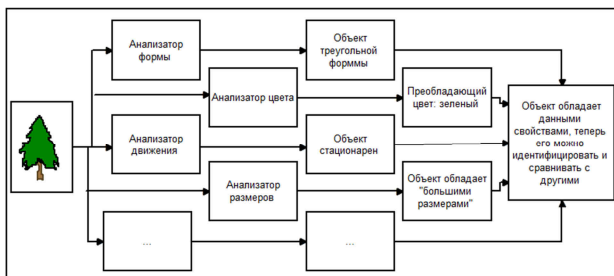 Анализатор
формы
Объект
треугольной
форммы
Анализатор цвета
Преобладающий
цвет: зеленый
Анализатор
движения
Объект
стационарен
Анализатор
размеров
Объект обладает
"большими
размерами"
...
...
Объект обладает
данными
свойствами, теперь
его можно
идентифицировать и
сравнивать с
другими